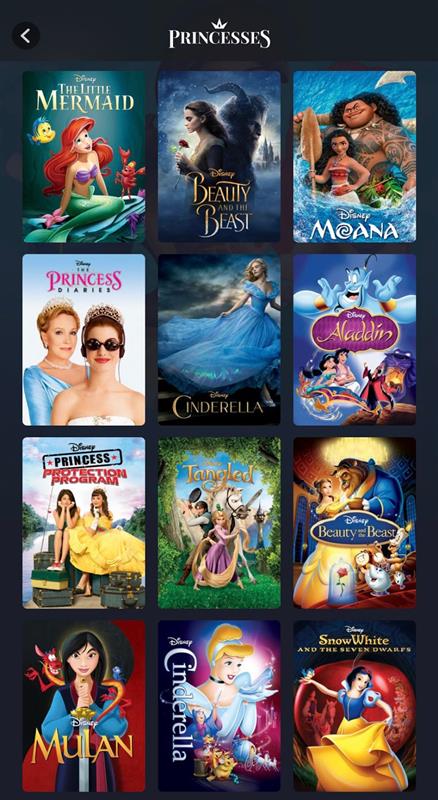 PRINCESSES
Disney
THE LITTLE
MERMAID
Disney
BEAUTY
AND THE
BEAST
Disney
MOANA
Disney
THE
PRINCESS
DIARIES
Disney
CINDERELLA
Disney
Aladdin
Disney
PRINCESS
PROTECTION
PROGRAM
Disney
Tangled
Disney
Beauty and the Beast
Disney
MULAN
Disney
Cinderella
Disney
SNOW WHITE
AND THE SEVEN DWARFS